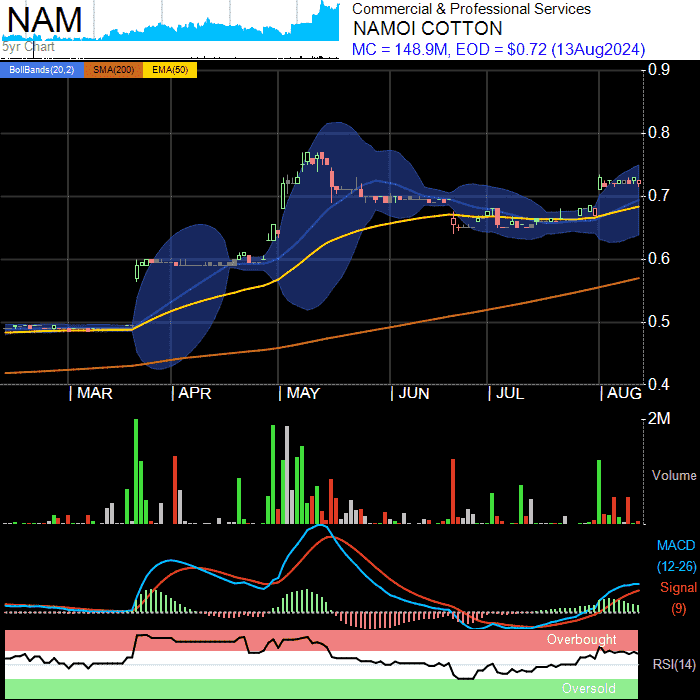 NAM
5yr Chart
Commercial & Professional Services
NAMOI COTTON
MC = 148.9M, EOD = $0.72 (13Aug2024)
BollBands(20,2) SMA(200) EMA(50)
0.9
0.8
0.7
0.6
0.5
0.4
MAR APR MAY JUN JUL AUG
2M
Volume
MACD
(12-26)
Signal
(9)
Overbought
RSI(14)
Oversold